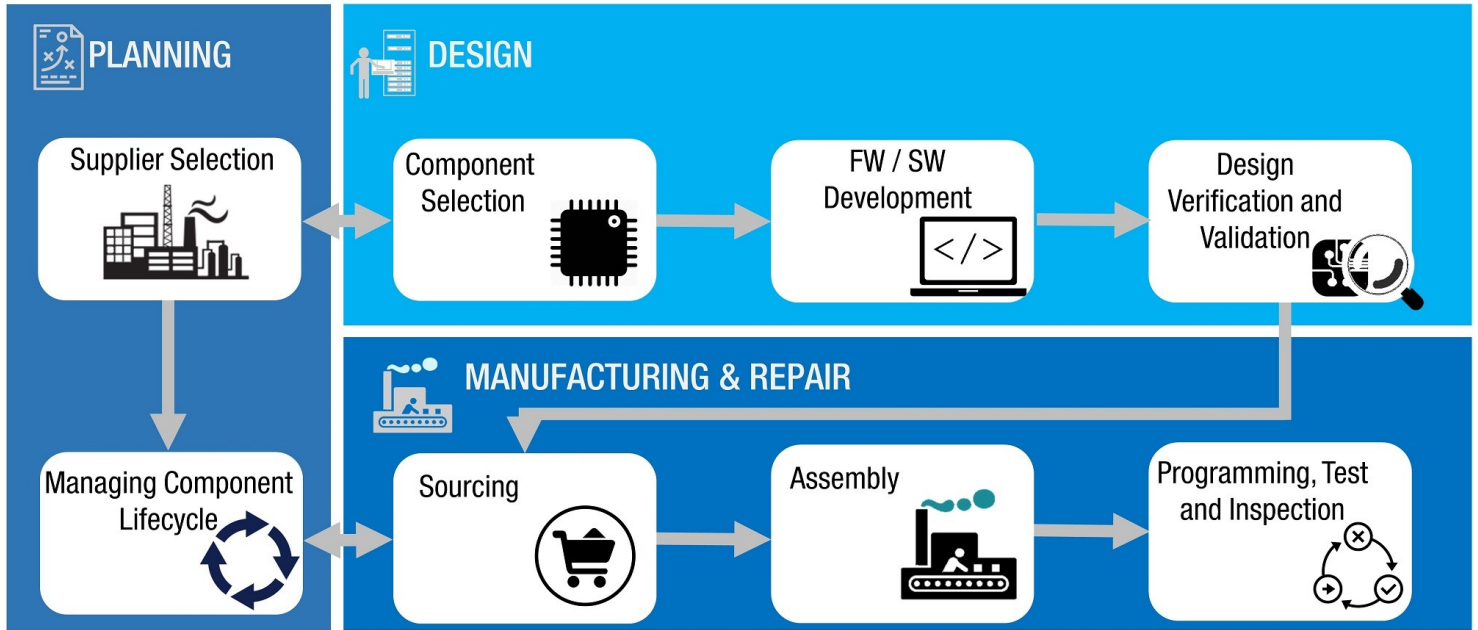 PLANNING
Supplier Selection
Managing Component
Lifecycle
DESIGN
Component
Selection
FW / SW
Development
</>
Design
Verification and
Validation
MANUFACTURING & REPAIR
Sourcing
Assembly
Programming, Test
and Inspection